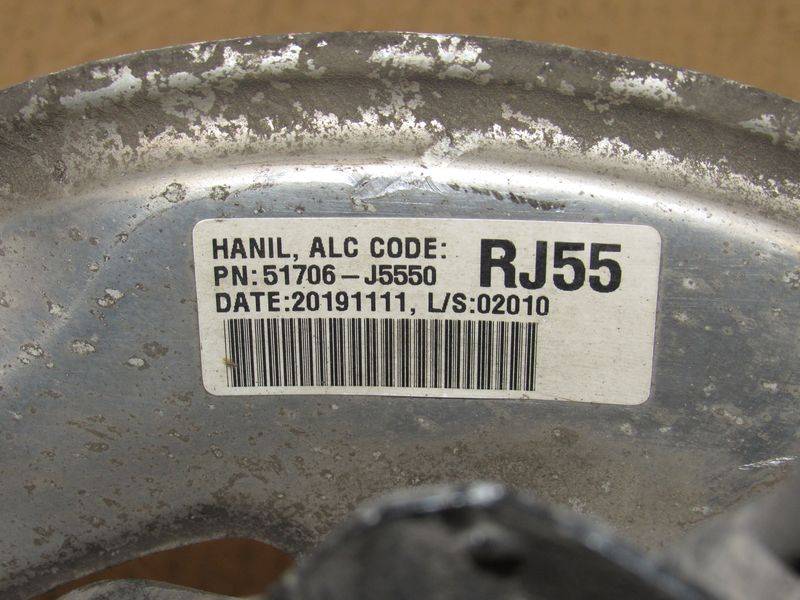 HANIL, ALC CODE: RJ55
PN:51706-J5550
DATE:20191111, L/S:02010